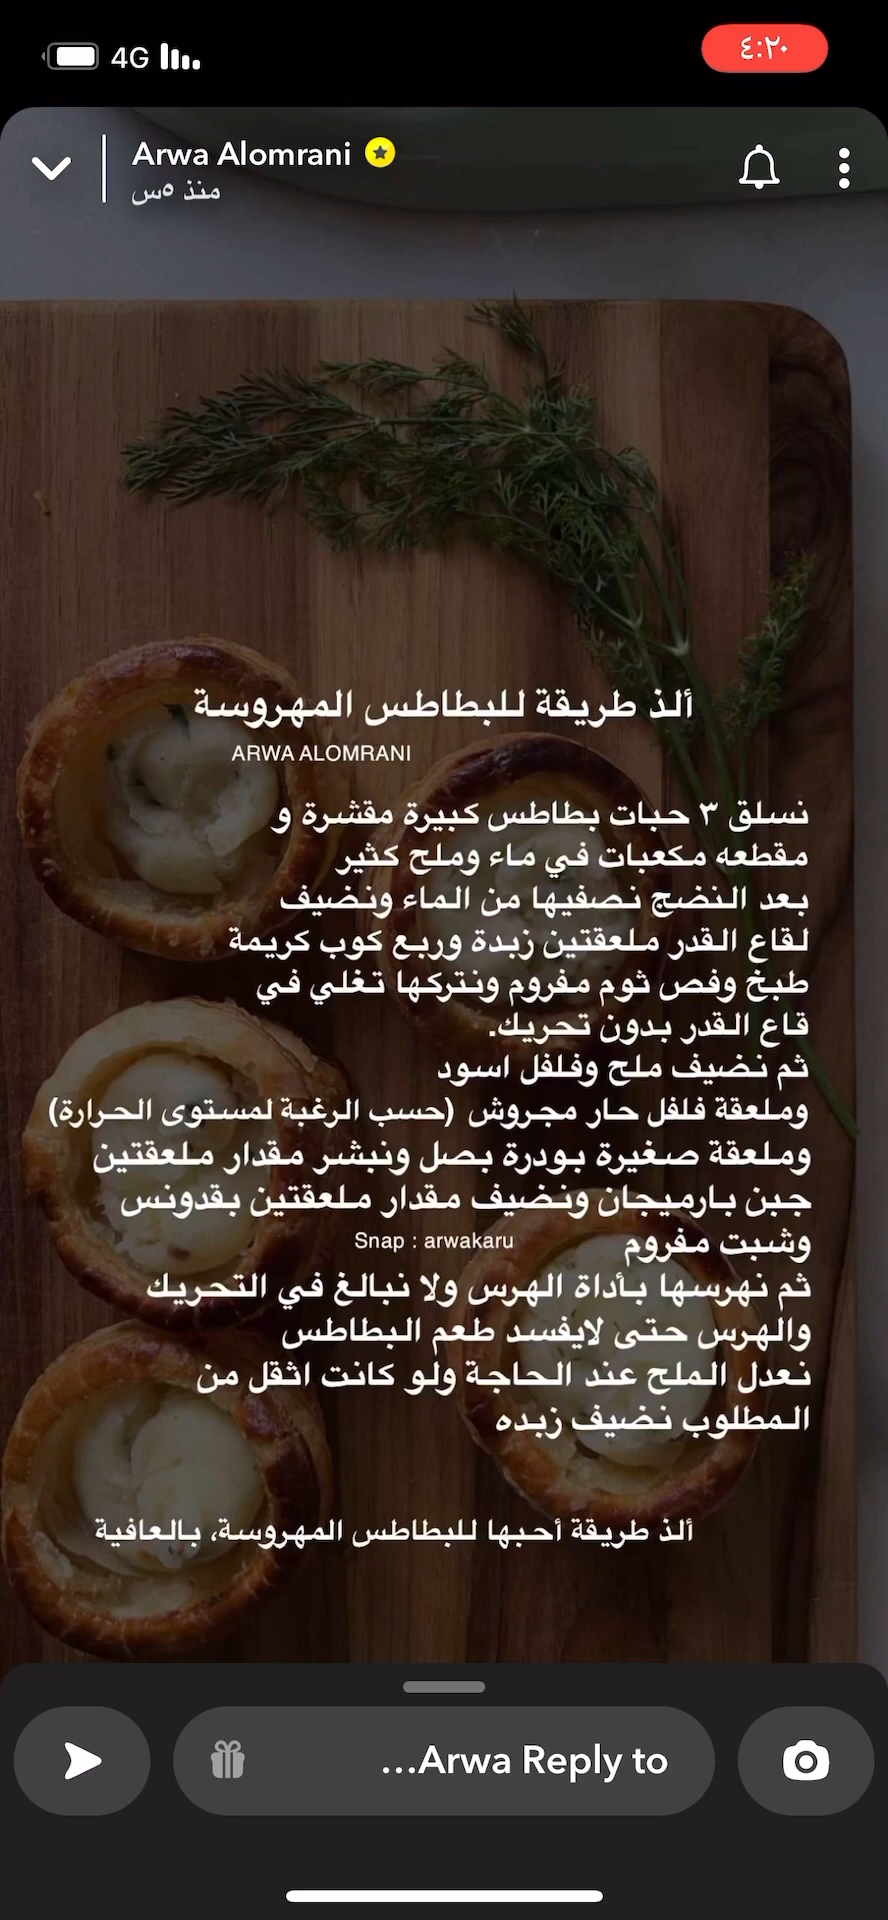 4G
٤:٢٠
Arwa Alomrani
منذ ٥س
ألذ طريقة للبطاطس المهروسة
ARWA ALOMRANI
نسلق ٣ حبات بطاطس كبيرة مقشرة و
مقطعه مكعبات في ماء وملح كثير
بعد النضج نصفيها من الماء ونضيف
لقاع القدر ملعقتين زبدة وربع كوب كريمة
طبخ وفص ثوم مفروم ونتركها تغلي في
قاع القدر بدون تحريك.
ثم نضيف ملح وفلفل اسود
وملعقة فلفل حار مجروش (حسب الرغبة لمستوى الحرارة)
وملعقة صغيرة بودرة بصل ونبشر مقدار ملعقتين
جبن بارميجان ونضيف مقدار ملعقتين بقدونس
وشبت مفروم
Snap : arwakaru
ثم نهرسها بأداة الهرس ولا نبالغ في التحريك
والهرس حتى لايفسد طعم البطاطس
نعدل الملح عند الحاجة ولو كانت اثقل من
المطلوب نضيف زبده
ألذ طريقة أحبها للبطاطس المهروسة، بالعافية
...Arwa Reply to